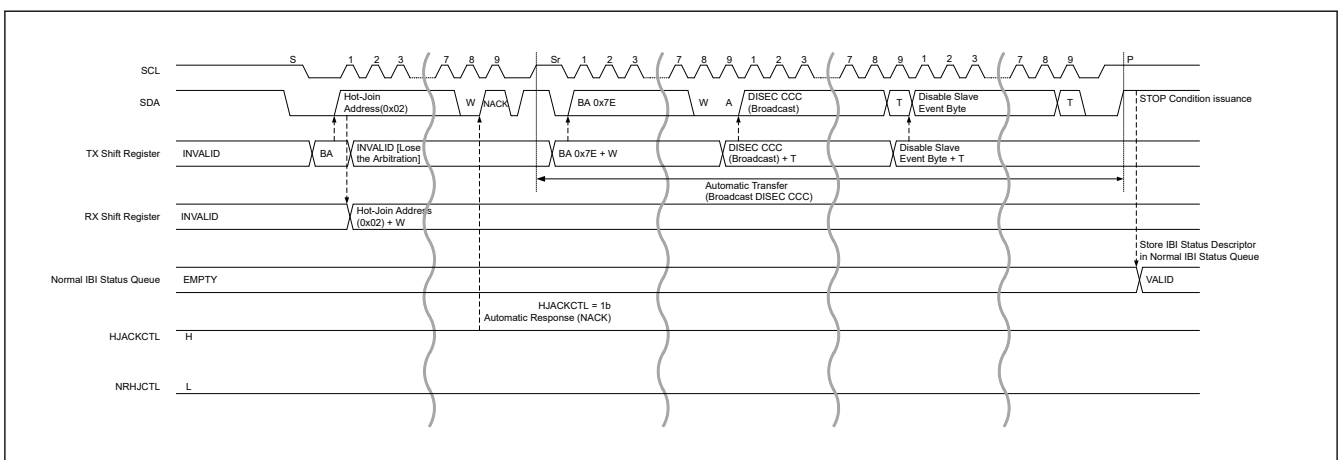 S 1 2 3 7 8 9 Sr 1 2 3 7 8 9 1 2 3 7 8 9 1 2 3 7 8 9 P
SCL
SDA
Hot-Join
Address(0x02)
W
NACK
BA 0x7E
W
A
DISEC CCC
(Broadcast)
T
Disable Slave
Event Byte
T
STOP Condition issuance
TX Shift Register
INVALID
BA
INVALID [Lose
the Arbitration]
BA 0x7E + W
DISEC CCC
(Broadcast) + T
Disable Slave
Event Byte + T
Automatic Transfer
(Broadcast DISEC CCC)
RX Shift Register
INVALID
Hot-Join Address
(0x02) + W
Store IBI Status Descriptor
in Normal IBI Status Queue
Normal IBI Status Queue
EMPTY
VALID
HJACKCTL = 1b
Automatic Response (NACK)
HJACKCTL
H
NRHJCTL
L